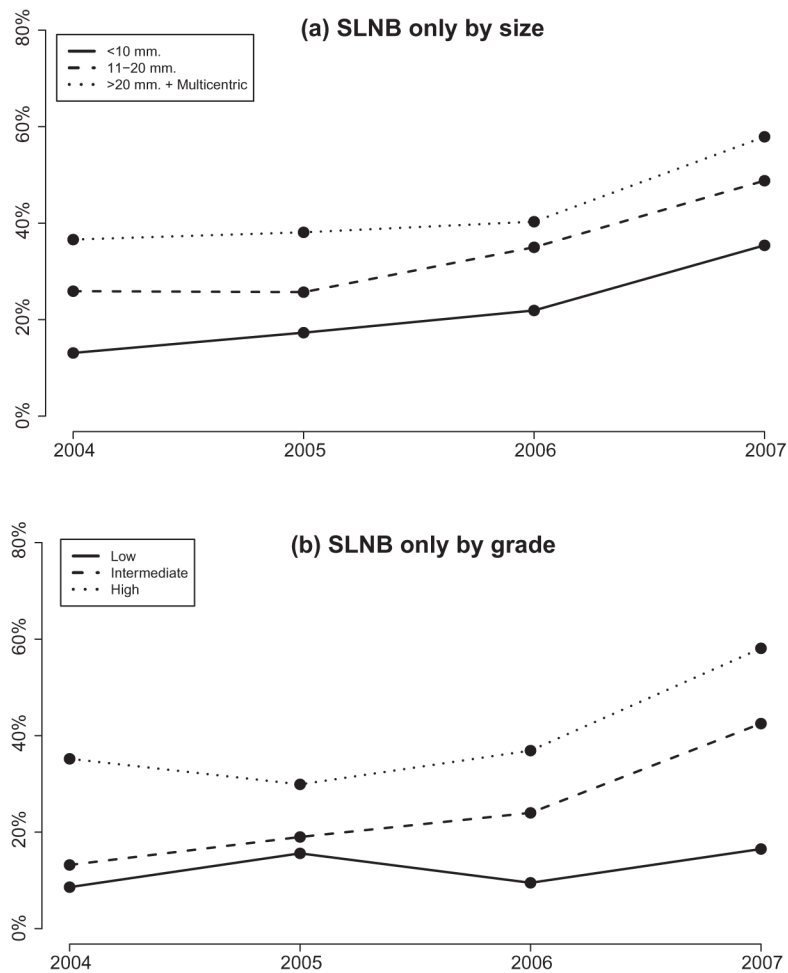 (a) SLNB only by size
<10 mm.
11−20 mm.
>20 mm. + Multicentric
80%
60%
40%
20%
0%
2004 2005 2006 2007
(b) SLNB only by grade
Low
Intermediate
High
80%
60%
40%
20%
0%
2004 2005 2006 2007